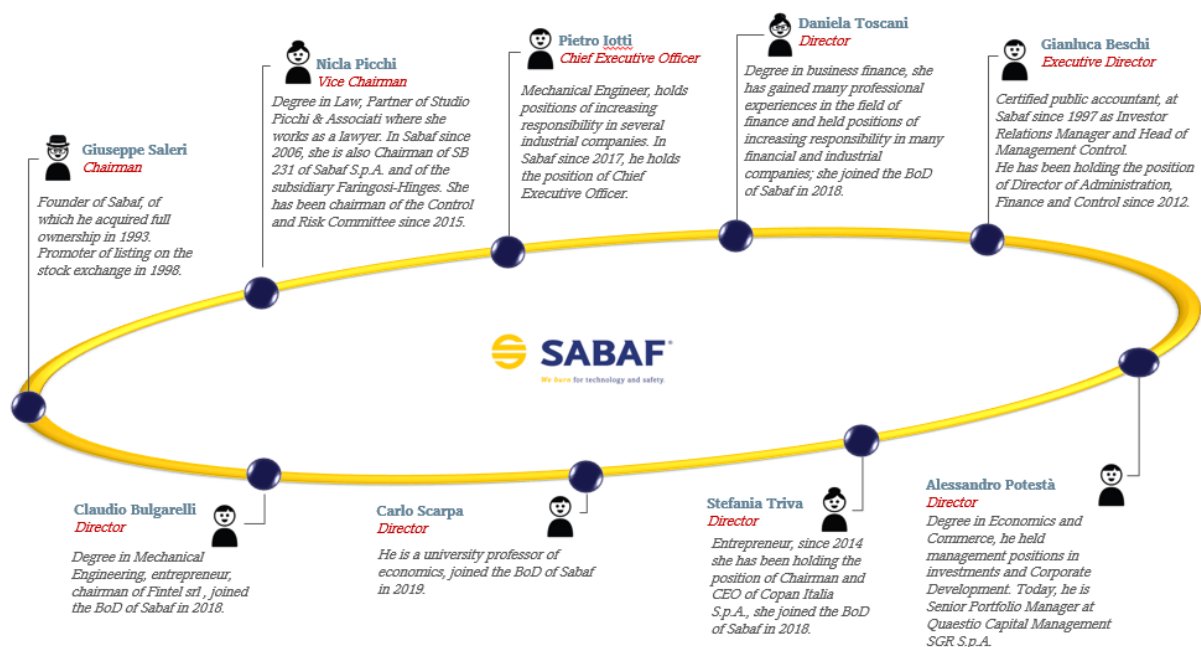 Giuseppe Saleri
Chairman
Founder of Sabaf, of
which he acquired full
ownership in 1993.
Promoter of listing on the
stock exchange in 1998.
Nicla Picchi
Vice Chairman
Degree in Law, Partner of Studio
Picchi & Associati where she
works as a lawyer. In Sabaf since
2006, she is also Chairman of SB
231 of Sabaf S.p.A. and of the
subsidiary Faringosi-Hinges. She
has been chairman of the Control
and Risk Committee since 2015.
Pietro Iotti
Chief Executive Officer
Mechanical Engineer, holds
positions of increasing
responsibility in several
industrial companies. In
Sabaf since 2017, he holds
the position of Chief
Executive Officer.
Daniela Toscani
Director
Degree in business finance, she
has gained many professional
experiences in the field of
finance and held positions of
increasing responsibility in many
financial and industrial
companies; she joined the BoD
of Sabaf in 2018.
Gianluca Beschi
Executive Director
Certified public accountant, at
Sabaf since 1997 as Investor
Relations Manager and Head of
Management Control.
He has been holding the position
of Director of Administration,
Finance and Control since 2012.
SABAF®
We burn for technology and safety.
Claudio Bulgarelli
Director
Degree in Mechanical
Engineering, entrepreneur,
chairman of Fintel srl , joined
the BoD of Sabaf in 2018.
Carlo Scarpa
Director
He is a university professor of
economics, joined the BoD of Sabaf
in 2019.
Stefania Triva
Director
Entrepreneur, since 2014
she has been holding the
position of Chairman and
CEO of Copan Italia
S.p.A., she joined the BoD
of Sabaf in 2018.
Alessandro Potestà
Director
Degree in Economics and
Commerce, he held
management positions in
investments and Corporate
Development. Today, he is
Senior Portfolio Manager at
Quaestio Capital Management
SGR S.p.A.